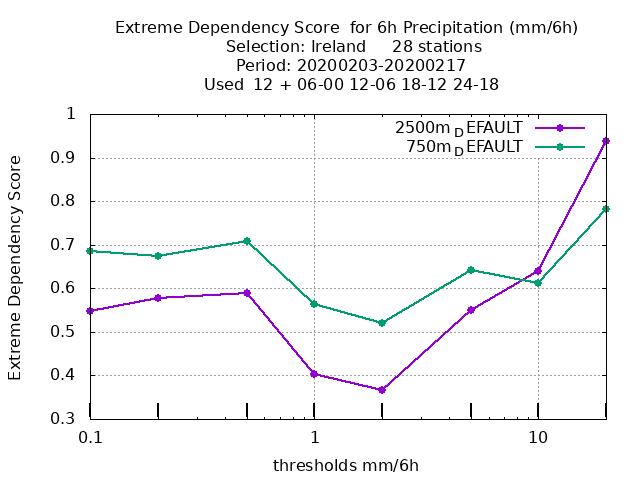 Extreme Dependency Score  for 6h Precipitation (mm/6h)
Selection: Ireland     28 stations
Period: 20200203-20200217
Used  12 + 06-00 12-06 18-12 24-18
2500m_DEFAULT
750m_DEFAULT
Extreme Dependency Score
1
0.9
0.8
0.7
0.6
0.5
0.4
0.3
0.1 1 10
thresholds mm/6h